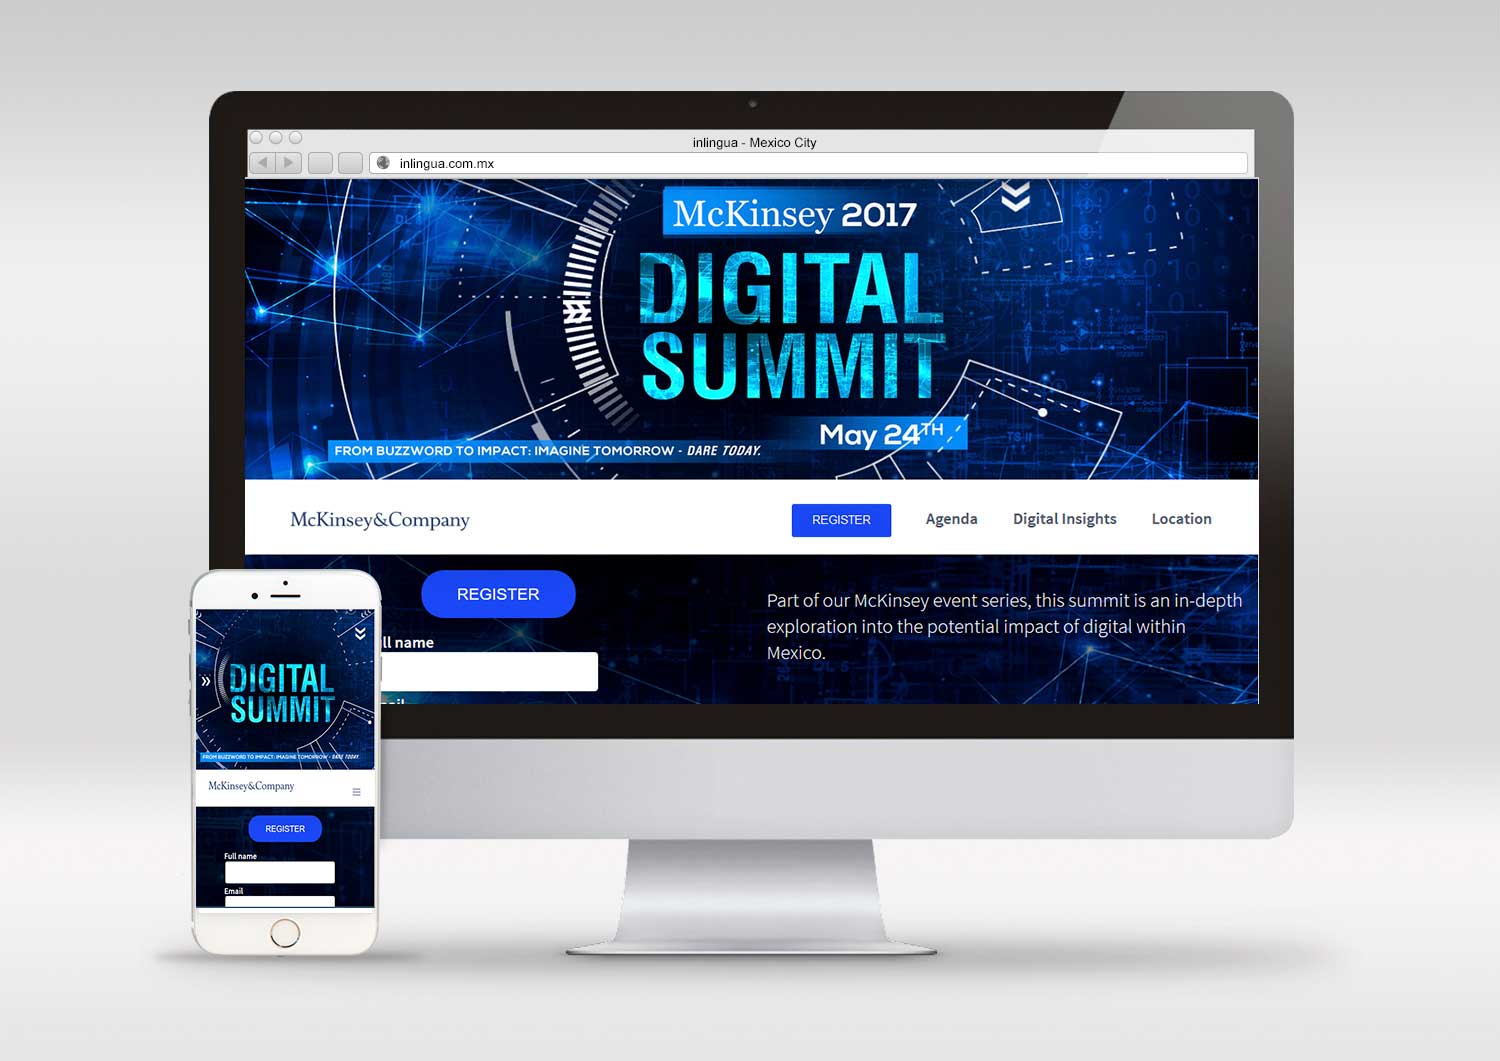 inlingua - Mexico City
inlingua.com.mx
McKinsey 2017
DIGITAL
SUMMIT
May 24TH
FROM BUZZWORD TO IMPACT: IMAGINE TOMORROW - DARE TODAY.
McKinsey&Company
REGISTER
Agenda
Digital Insights
Location
REGISTER
ll name
Part of our McKinsey event series, this summit is an in-depth
exploration into the potential impact of digital within
Mexico.
DIGITAL
SUMMIT
FROM BUZZWORD TO IMPACT: IMAGINE TOMORROW - DARE TODAY.
McKinsey&Company
REGISTER
Full name
Email